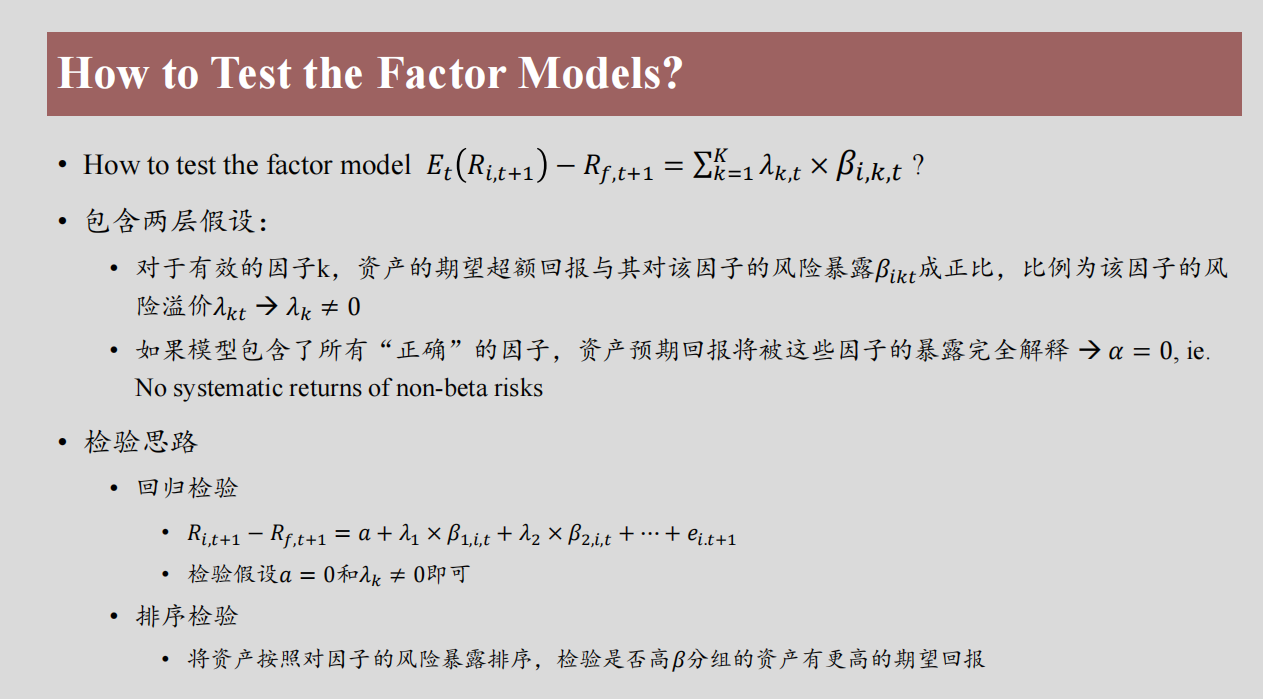 How to Test the Factor Models?
• How to test the factor model $E_t(R_{i,t+1}) - R_{f,t+1} = \sum_{k=1}^{K} \lambda_{k,t} \times \beta_{i,k,t}$ ?
• 包含两层假设：
• 对于有效的因子k，资产的期望超额回报与其对该因子的风险暴露$\beta_{ikt}$成正比，比例为该因子的风
险溢价$\lambda_{kt}$ → $\lambda_k \neq 0$
• 如果模型包含了所有“正确”的因子，资产预期回报将被这些因子的暴露完全解释 → $\alpha = 0$, ie.
No systematic returns of non-beta risks
• 检验思路
• 回归检验
• $R_{i,t+1} - R_{f,t+1} = a + \lambda_1 \times \beta_{1,i,t} + \lambda_2 \times \beta_{2,i,t} + \cdots + e_{i.t+1}$
• 检验假设$a = 0$和$\lambda_k \neq 0$即可
• 排序检验
• 将资产按照对因子的风险暴露排序，检验是否高$\beta$分组的资产有更高的期望回报